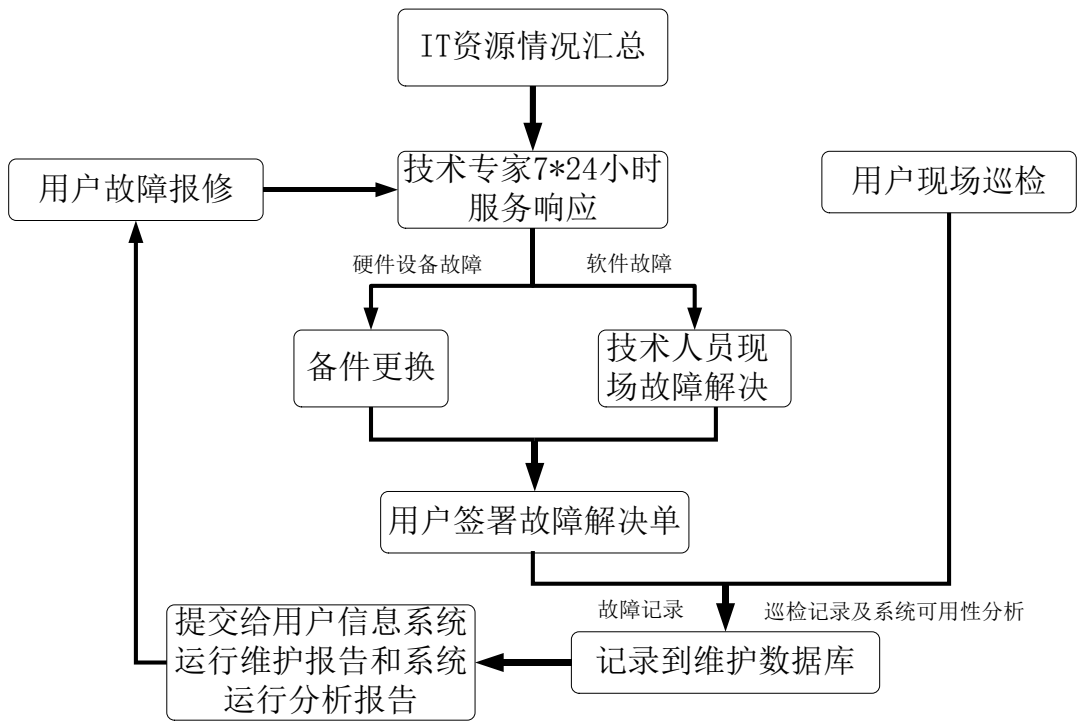 IT资源情况汇总
用户故障报修
技术专家7*24小时
服务响应
用户现场巡检
硬件设备故障
软件故障
备件更换
技术人员现
场故障解决
用户签署故障解决单
故障记录
巡检记录及系统可用性分析
提交给用户信息系统
运行维护报告和系统
运行分析报告
记录到维护数据库